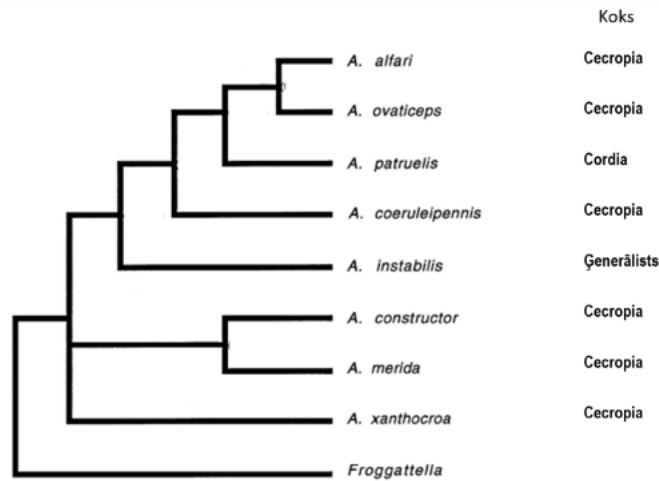 Koks
A. alfari Cecropia
A. ovaticeps Cecropia
A. patruelis Cordia
A. coeruleipennis Cecropia
A. instabilis Ģenerālists
A. constructor Cecropia
A. merida Cecropia
A. xanthocroa Cecropia
Froggattella